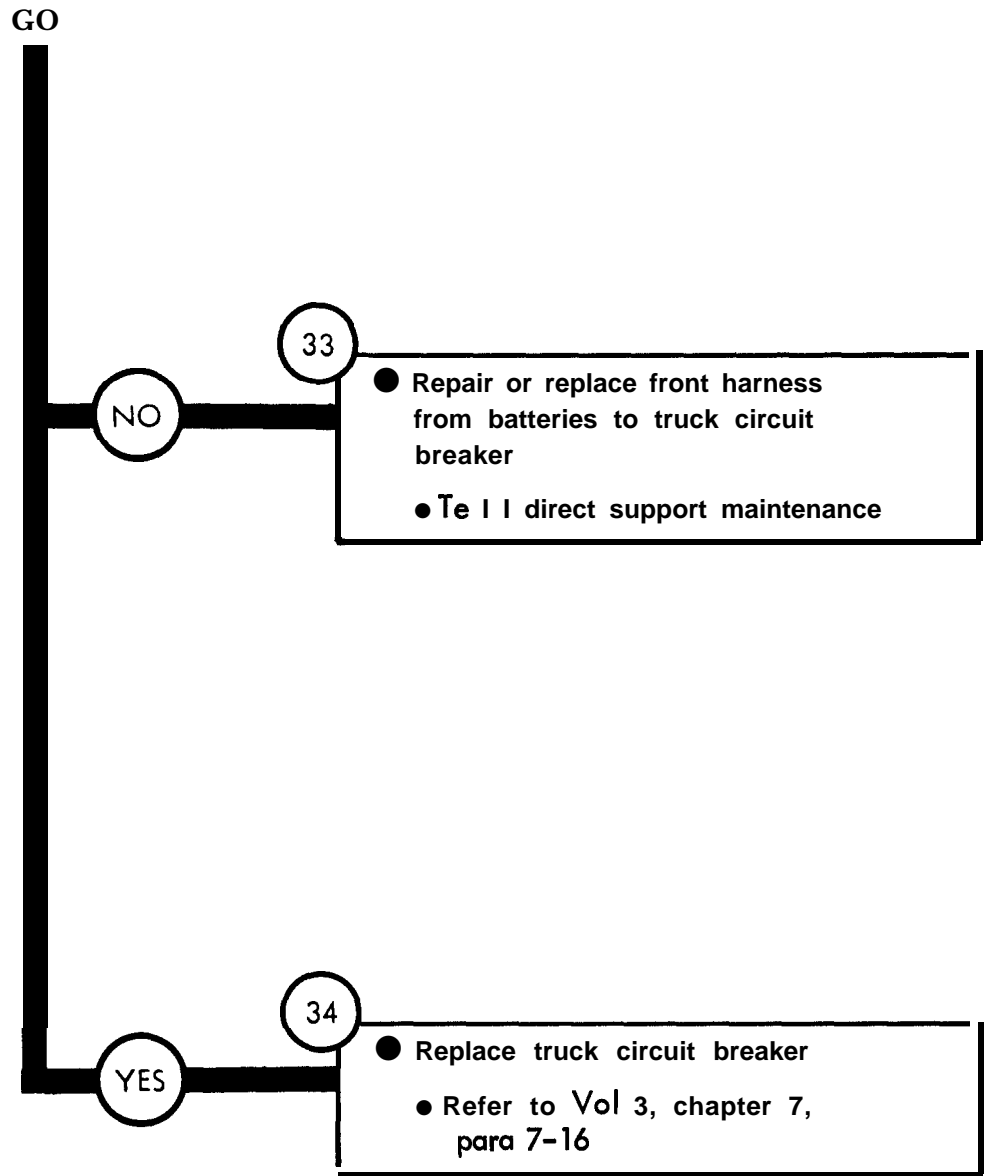 GO
33
NO
● Repair or replace front harness
from batteries to truck circuit
breaker
● Te l l direct support maintenance
34
YES
● Replace truck circuit breaker
● Refer to Vol 3, chapter 7,
para 7-16